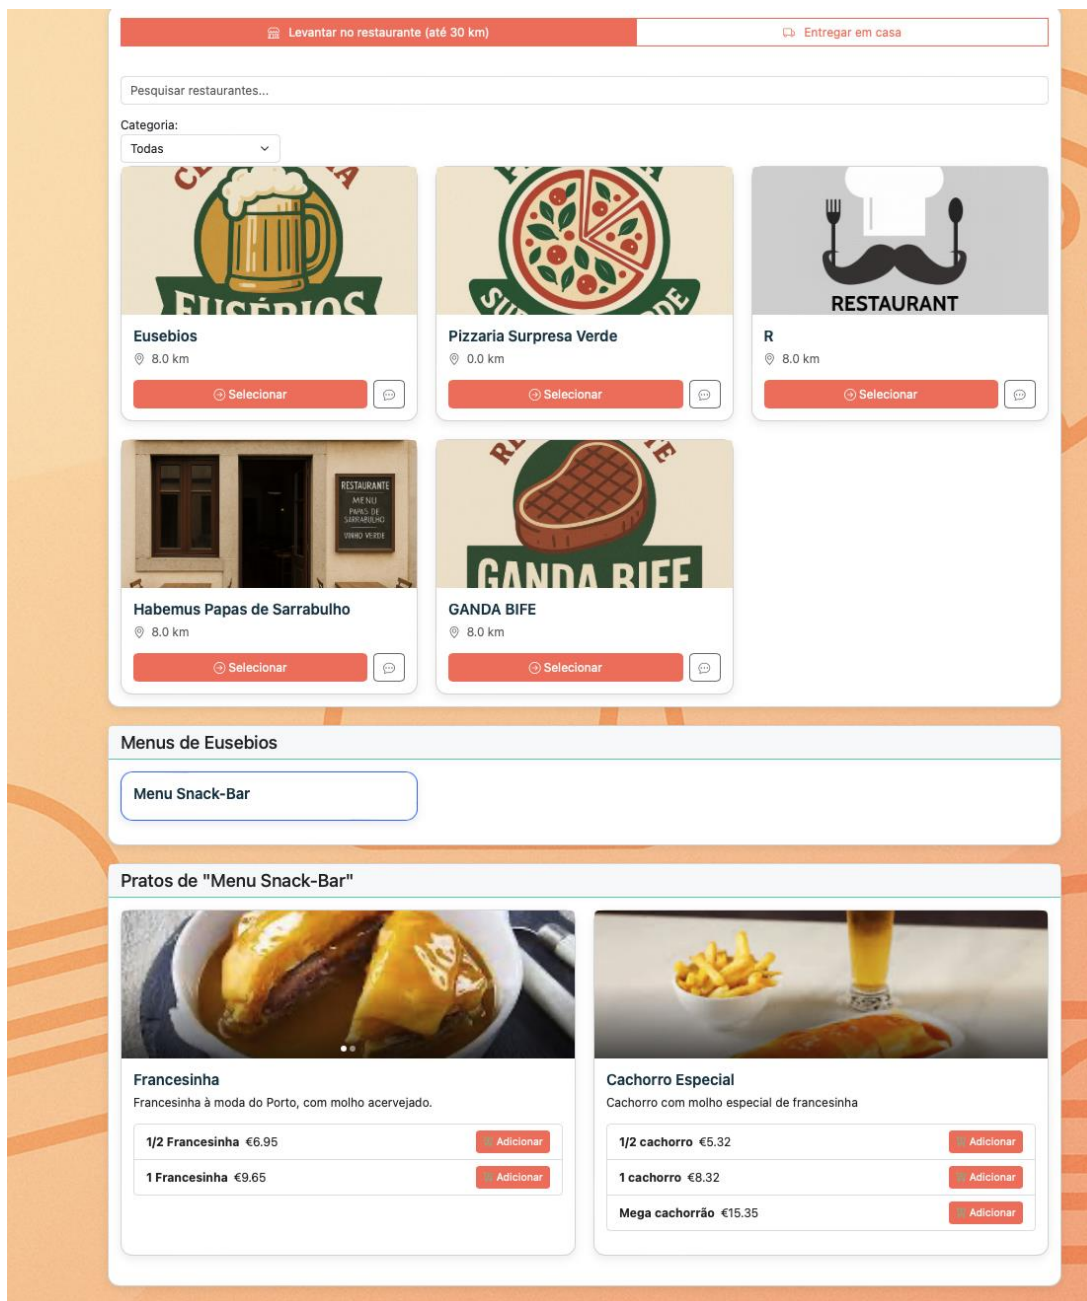 Levantar no restaurante (até 30 km)
Entregar em casa
Pesquisar restaurantes...
Categoria:
Todas
EUSÉBIOS
RESTAURANT
Eusebios
8.0 km
Selecionar
Pizzaria Surpresa Verde
0.0 km
Selecionar
R
8.0 km
Selecionar
RESTAURANTE
MENU
PAPAS DE
SARRABULHO
VINHO VERDE
GANDA BIFE
Habemus Papas de Sarrabulho
8.0 km
Selecionar
GANDA BIFE
8.0 km
Selecionar
Menus de Eusebios
Menu Snack-Bar
Pratos de "Menu Snack-Bar"
Francesinha
Francesinha à moda do Porto, com molho acervejado.
1/2 Francesinha €6.95
Adicionar
1 Francesinha €9.65
Adicionar
Cachorro Especial
Cachorro com molho especial de francesinha
1/2 cachorro €5.32
Adicionar
1 cachorro €8.32
Adicionar
Mega cachorrão €15.35
Adicionar